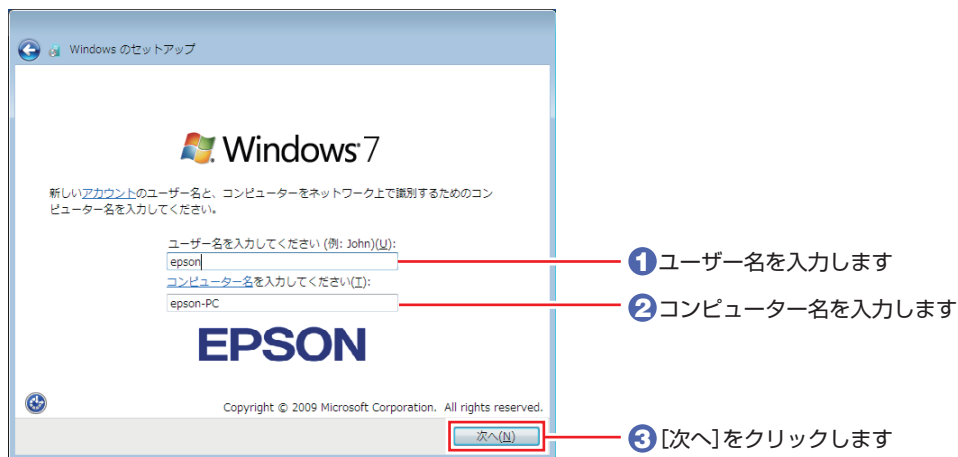 Windows のセットアップ
Windows 7
新しいアカウントのユーザー名と、コンピューターをネットワーク上で識別するためのコン
ピューター名を入力してください。
ユーザー名を入力してください (例: John)(U):
epson
❶ユーザー名を入力します
コンピューター名を入力してください(T):
epson-PC
❷コンピューター名を入力します
EPSON
Copyright © 2009 Microsoft Corporation. All rights reserved.
次へ(N)
❸[次へ]をクリックします